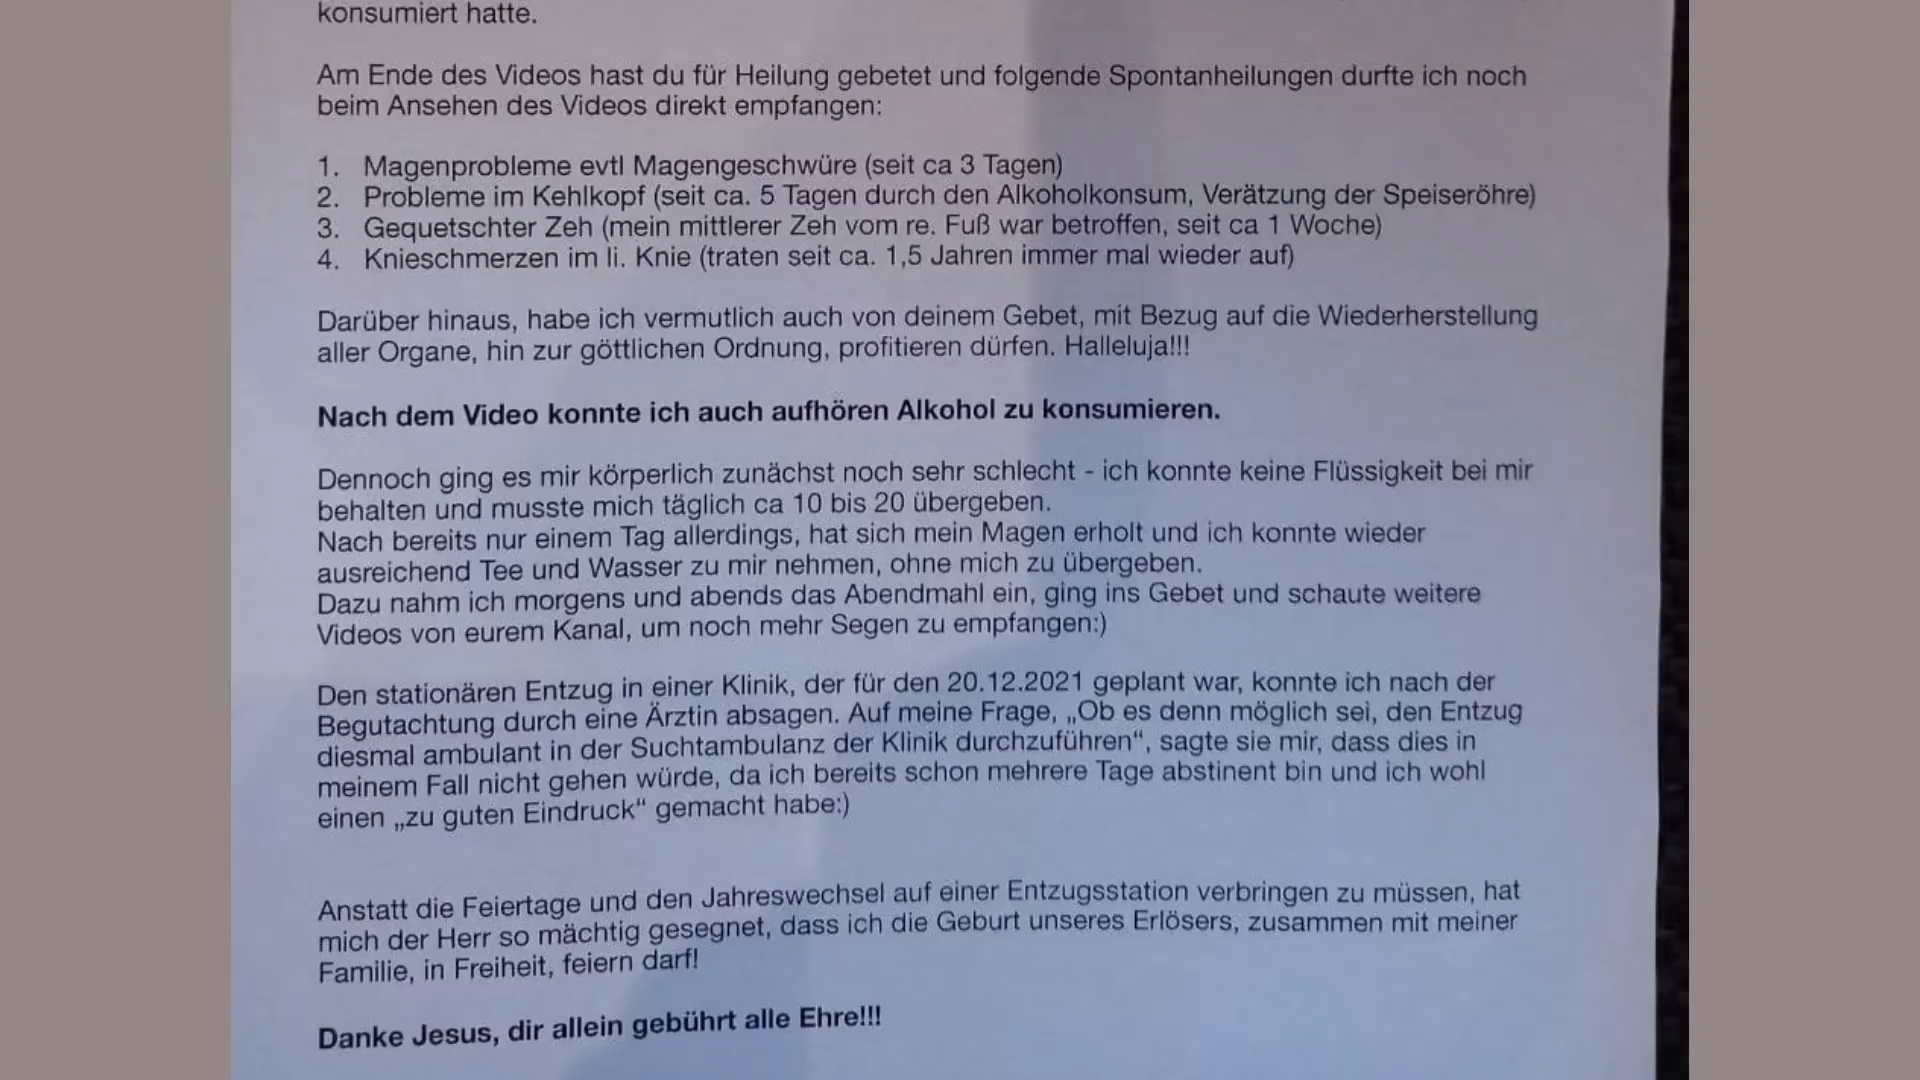 konsumiert hatte.
Am Ende des Videos hast du für Heilung gebetet und folgende Spontanheilungen durfte ich noch
beim Ansehen des Videos direkt empfangen:
1. Magenprobleme evtl Magengeschwüre (seit ca 3 Tagen)
2. Probleme im Kehlkopf (seit ca. 5 Tagen durch den Alkoholkonsum, Verätzung der Speiseröhre)
3. Gequetschter Zeh (mein mittlerer Zeh vom re. Fuß war betroffen, seit ca 1 Woche)
4. Knieschmerzen im li. Knie (traten seit ca. 1,5 Jahren immer mal wieder auf)
Darüber hinaus, habe ich vermutlich auch von deinem Gebet, mit Bezug auf die Wiederherstellung
aller Organe, hin zur göttlichen Ordnung, profitieren dürfen. Halleluja!!!
Nach dem Video konnte ich auch aufhören Alkohol zu konsumieren.
Dennoch ging es mir körperlich zunächst noch sehr schlecht - ich konnte keine Flüssigkeit bei mir
behalten und musste mich täglich ca 10 bis 20 übergeben.
Nach bereits nur einem Tag allerdings, hat sich mein Magen erholt und ich konnte wieder
ausreichend Tee und Wasser zu mir nehmen, ohne mich zu übergeben.
Dazu nahm ich morgens und abends das Abendmahl ein, ging ins Gebet und schaute weitere
Videos von eurem Kanal, um noch mehr Segen zu empfangen:)
Den stationären Entzug in einer Klinik, der für den 20.12.2021 geplant war, konnte ich nach der
Begutachtung durch eine Ärztin absagen. Auf meine Frage, „Ob es denn möglich sei, den Entzug
diesmal ambulant in der Suchtambulanz der Klinik durchzuführen“, sagte sie mir, dass dies in
meinem Fall nicht gehen würde, da ich bereits schon mehrere Tage abstinent bin und ich wohl
einen „zu guten Eindruck“ gemacht habe:)
Anstatt die Feiertage und den Jahreswechsel auf einer Entzugsstation verbringen zu müssen, hat
mich der Herr so mächtig gesegnet, dass ich die Geburt unseres Erlösers, zusammen mit meiner
Familie, in Freiheit, feiern darf!
Danke Jesus, dir allein gebührt alle Ehre!!!